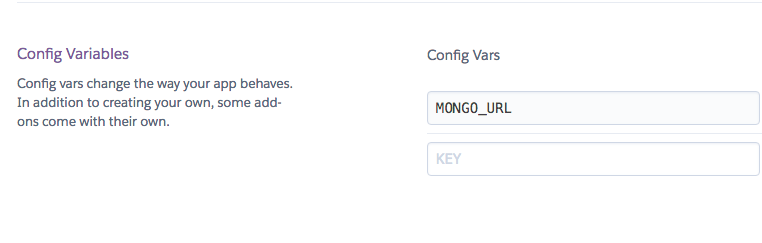 Config Variables
Config vars change the way your app behaves.
In addition to creating your own, some add-
ons come with their own.
Config Vars
MONGO_URL
KEY